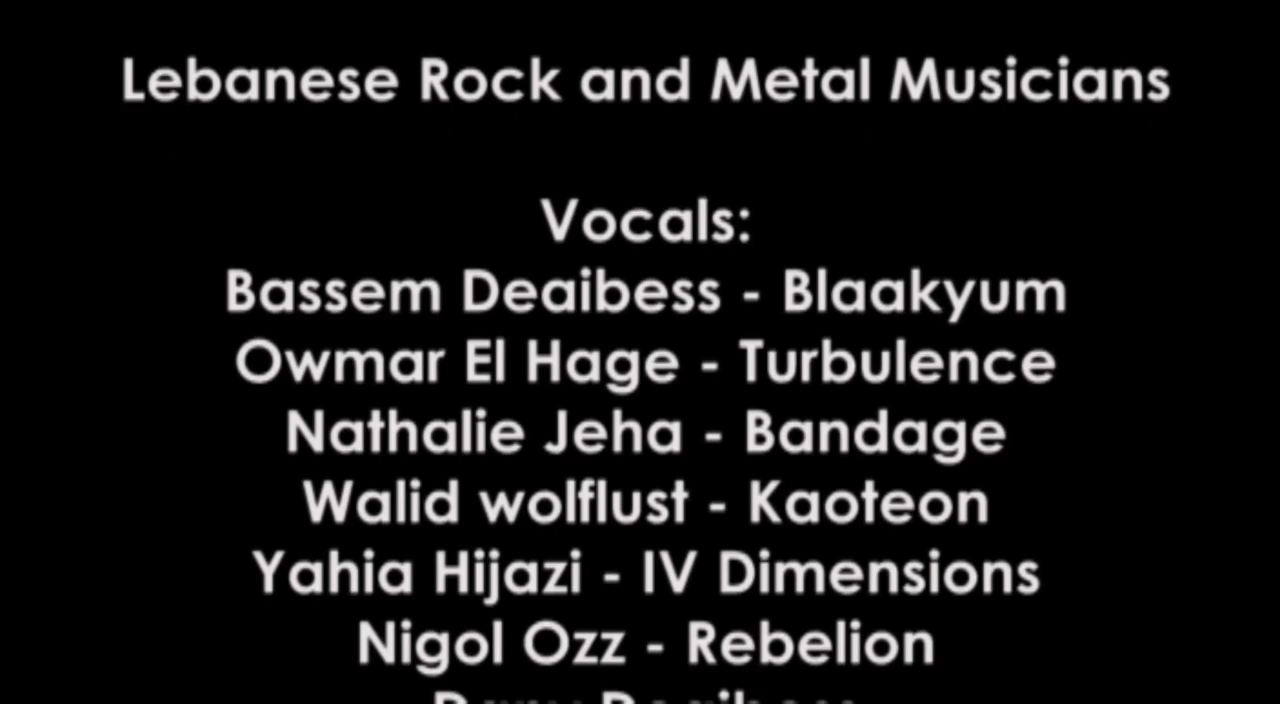 Lebanese Rock and Metal Musicians
Vocals:
Bassem Deaibess - Blaakyum
Owmar El Hage - Turbulence
Nathalie Jeha - Bandage
Walid wolflust - Kaoteon
Yahia Hijazi - IV Dimensions
Nigol Ozz - Rebelion